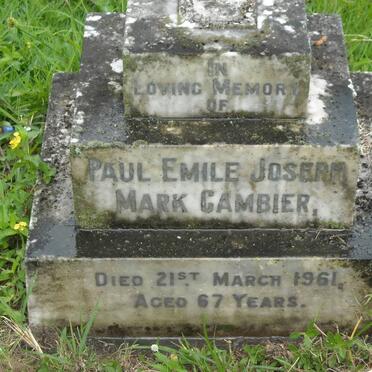 In
Loving Memory
of
Paul Emile Joseph
Mark Cambier,
Died 21st March 1961,
Aged 67 Years.